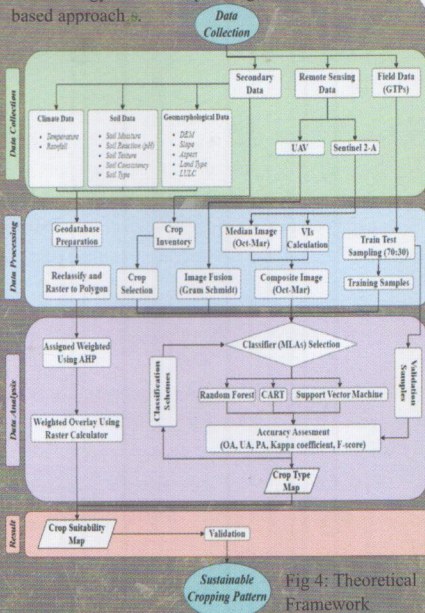 based approach s.
Data
Collection
Data Collection
Secondary
Data
Remote Sensing
Data
Field Data
(GTPs)
Climate Data
• Temperature
• Rainfall
Soil Data
• Soil Moisture
• Soil Reaction (pH)
• Soil Texture
• Soil Consistency
• Soil Type
Geomorphological Data
• DEM
• Slope
• Aspect
• Land Type
• LULC
UAV
Sentinel 2-A
Data Processing
Geodatabase
Preparation
Crop
Inventory
Median Image
(Oct-Mar)
VIs
Calculation
Train Test
Sampling (70:30)
Reclassify and
Raster to Polygon
Crop
Selection
Image Fusion
(Gram Schmidt)
Composite Image
(Oct-Mar)
Training Samples
Data Analysis
Assigned Weighted
Using AHP
Classifier (MLAs) Selection
Classification
Schemes
Random Forest
CART
Support Vector Machine
Validation
Samples
Weighted Overlay Using
Raster Calculator
Accuracy Assesment
(OA, UA, PA, Kappa coefficient, F-score)
Crop Type
Map
Result
Crop Suitability
Map
Validation
Sustainable
Cropping Pattern
Fig 4: Theoretical
Framework